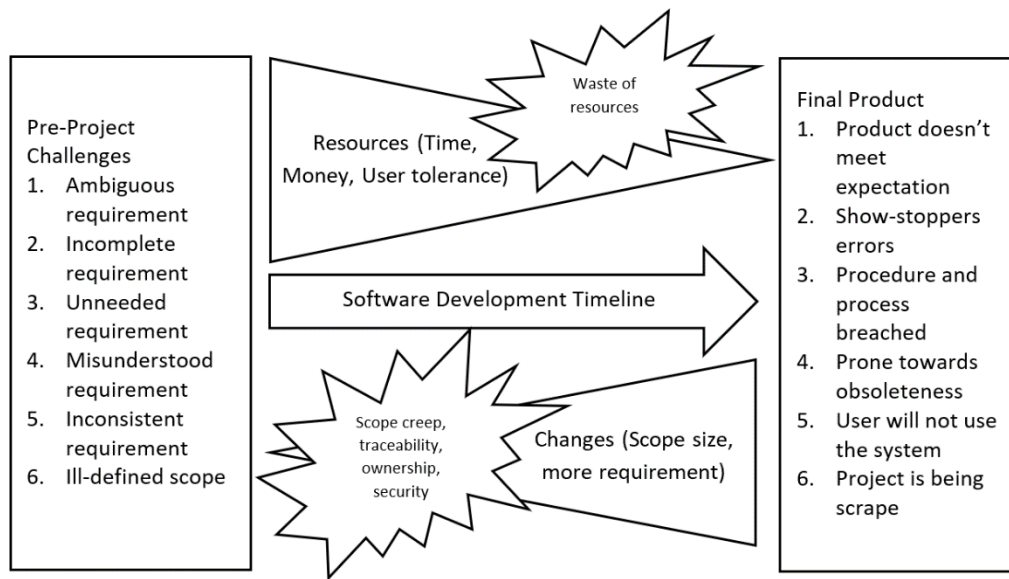 Pre-Project
Challenges
1. Ambiguous
requirement
2. Incomplete
requirement
3. Unneeded
requirement
4. Misunderstood
requirement
5. Inconsistent
requirement
6. Ill-defined scope
Waste of
resources
Resources (Time,
Money, User tolerance)
Software Development Timeline
Scope creep,
traceability,
ownership,
security
Changes (Scope size,
more requirement)
Final Product
1. Product doesn’t
meet
expectation
2. Show-stoppers
errors
3. Procedure and
process
breached
4. Prone towards
obsoleteness
5. User will not use
the system
6. Project is being
scrape